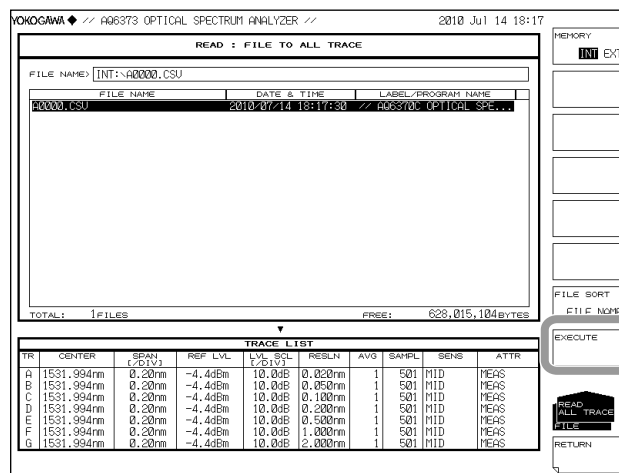 YOKOGAWA ◆ // AQ6373 OPTICAL SPECTRUM ANALYZER // 2010 Jul 14 18:17
READ : FILE TO ALL TRACE
FILE NAME> INT:\A0000.CSV
FILE NAME DATE & TIME LABEL/PROGRAM NAME
A0000.CSV 2010/07/14 18:17:30 // AQ6370C OPTICAL SPE...
TOTAL: 1FILES FREE: 628,015,104BYTES
▼
TRACE LIST
TR CENTER SPAN [/DIV] REF LVL LVL SCL [/DIV] RESLN AVG SAMPL SENS ATTR
A 1531.994nm 0.20nm -4.4dBm 10.0dB 0.020nm 1 501 MID MEAS
B 1531.994nm 0.20nm -4.4dBm 10.0dB 0.050nm 1 501 MID MEAS
C 1531.994nm 0.20nm -4.4dBm 10.0dB 0.100nm 1 501 MID MEAS
D 1531.994nm 0.20nm -4.4dBm 10.0dB 0.200nm 1 501 MID MEAS
E 1531.994nm 0.20nm -4.4dBm 10.0dB 0.500nm 1 501 MID MEAS
F 1531.994nm 0.20nm -4.4dBm 10.0dB 1.000nm 1 501 MID MEAS
G 1531.994nm 0.20nm -4.4dBm 10.0dB 2.000nm 1 501 MID MEAS
MEMORY
INT EXT
FILE SORT
FILE NAME
EXECUTE
READ
ALL TRACE
FILE
RETURN